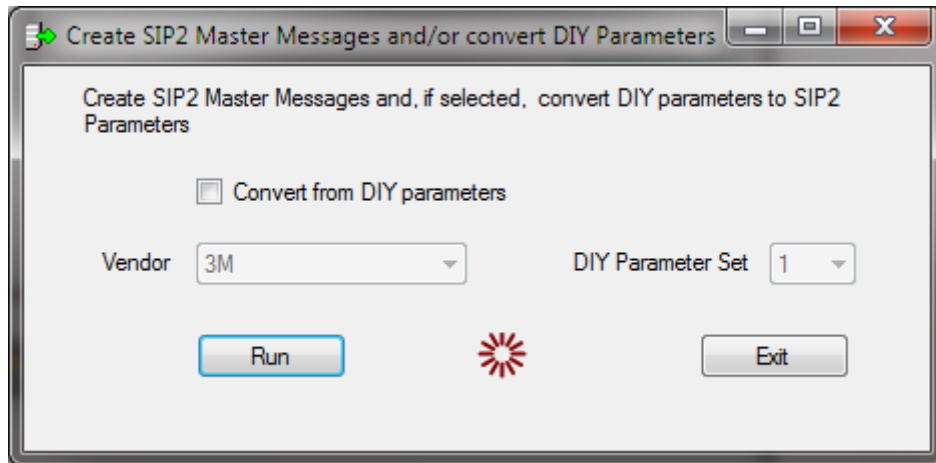 Create SIP2 Master Messages and/or convert DIY Parameters
Create SIP2 Master Messages and, if selected, convert DIY parameters to SIP2
Parameters
Convert from DIY parameters
Vendor 3M DIY Parameter Set 1
Run Exit